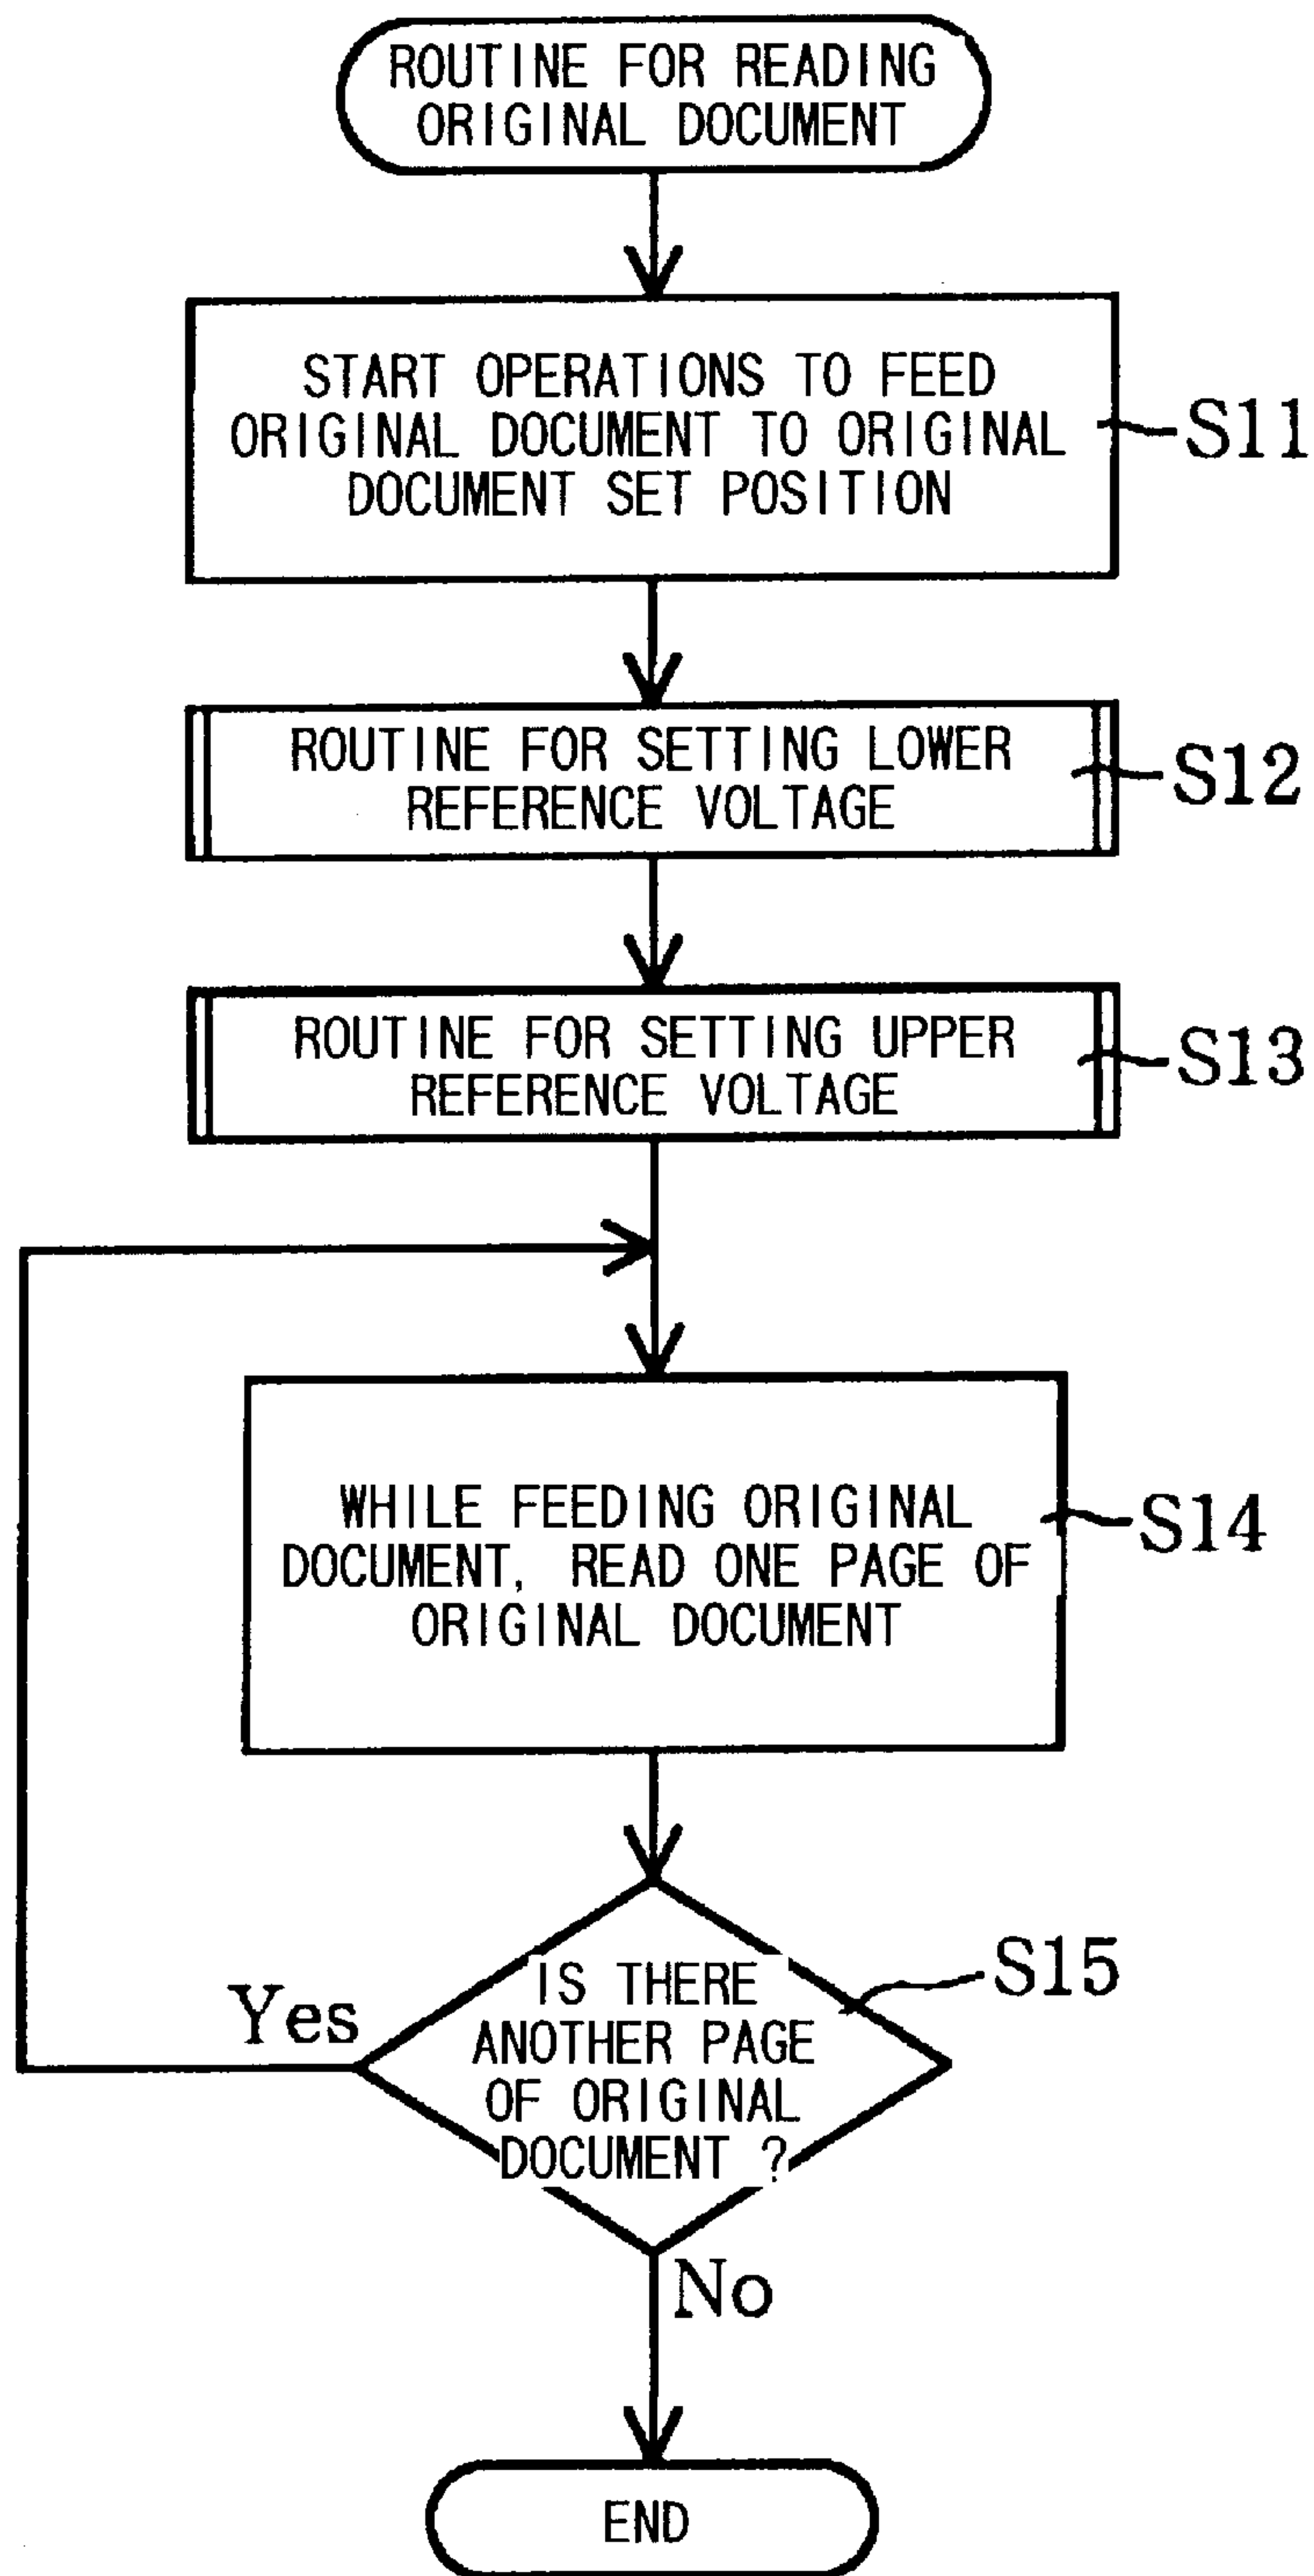 ROUTINE FOR READING
ORIGINAL DOCUMENT
START OPERATIONS TO FEED
ORIGINAL DOCUMENT TO ORIGINAL
DOCUMENT SET POSITION
S11
ROUTINE FOR SETTING LOWER
REFERENCE VOLTAGE
S12
ROUTINE FOR SETTING UPPER
REFERENCE VOLTAGE
S13
WHILE FEEDING ORIGINAL
DOCUMENT, READ ONE PAGE OF
ORIGINAL DOCUMENT
S14
IS THERE
ANOTHER PAGE
OF ORIGINAL
DOCUMENT ?
S15
Yes
No
END